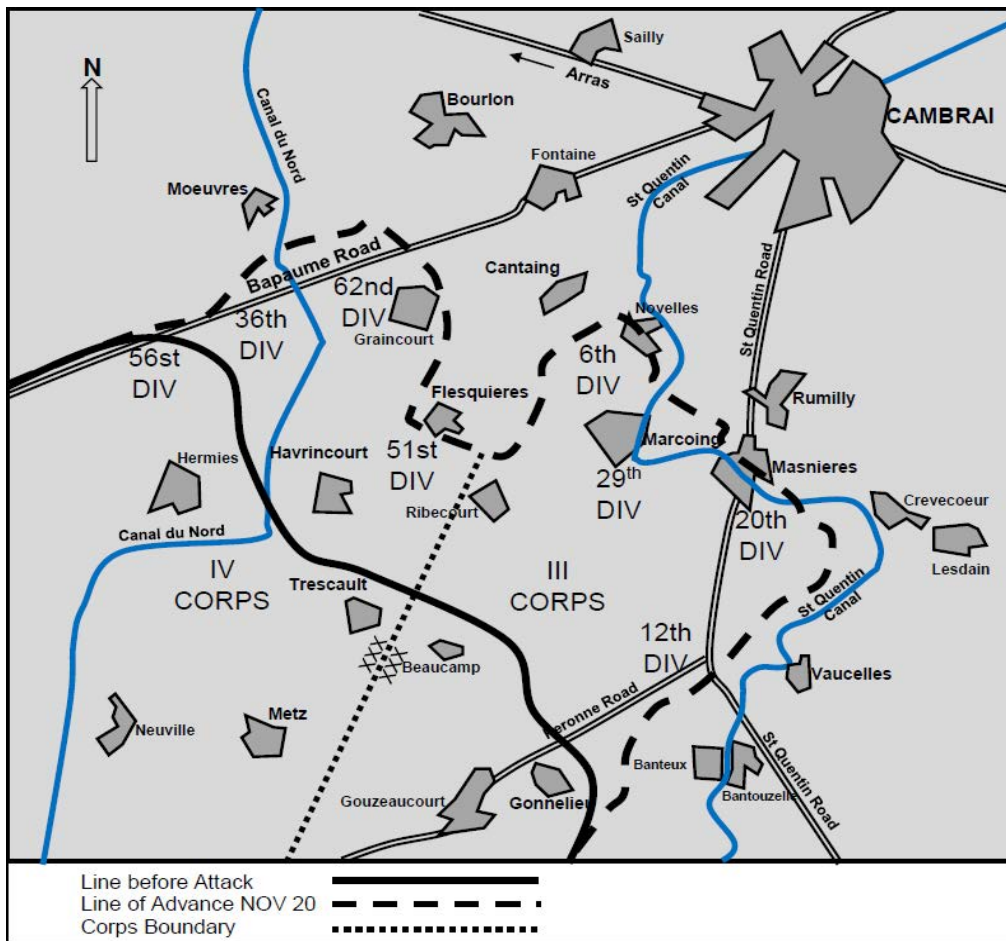 Sailly
Arras
N
Canal du Nord
Bourlon
CAMBRAI
Fontaine
St Quentin
Canal
Moeuvres
Bapaume Road
Cantaing
St Quentin Road
62nd
DIV
36th
DIV
Graincourt
Novelles
56st
DIV
6th
DIV
Flesquieres
Rumilly
51st
DIV
Marcoing
Masnieres
Hermies
Havrincourt
29th
DIV
Ribecourt
Crevecoeur
20th
DIV
Lesdain
Canal du Nord
IV
CORPS
III
CORPS
Trescault
St Quentin
Canal
12th
DIV
Beaucamp
Vaucelles
Neuville
Metz
Peronne Road
St Quentin Road
Banteux
Bantouzelle
Gouzeaucourt
Gonnelier
Line before Attack
Line of Advance NOV 20
Corps Boundary